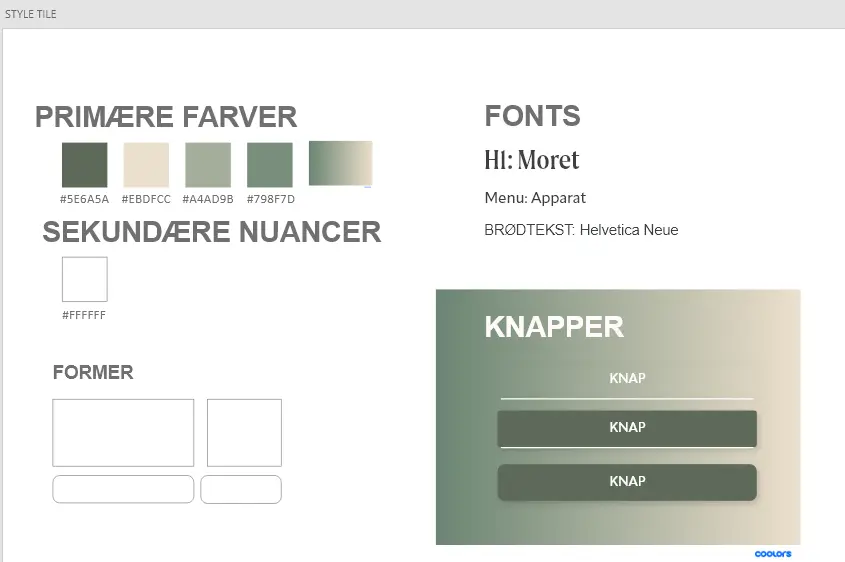 STYLE TILE
PRIMÆRE FARVER
#5E6A5A #EBDFCC #A4AD9B #798F7D
SEKUNDÆRE NUANCER
#FFFFFF
FORMER
FONTS
H1: Moret
Menu: Apparat
BRØDTEKST: Helvetica Neue
KNAPPER
KNAP
KNAP
KNAP
coolors